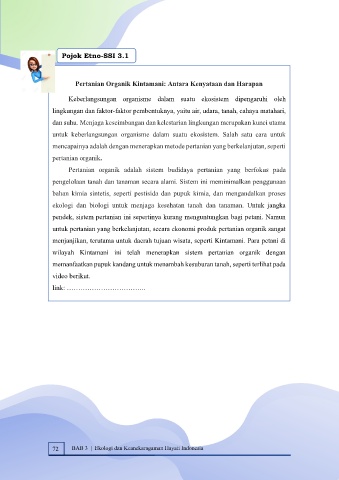 Pojok Etno-SSI 3.1
Pertanian Organik Kintamani: Antara Kenyataan dan Harapan
Keberlangsungan organisme dalam suatu ekosistem dipengaruhi oleh
lingkungan dan faktor-faktor pembentuknya, yaitu air, udara, tanah, cahaya matahari,
dan suhu. Menjaga keseimbangan dan kelestarian lingkungan merupakan kunci utama
untuk keberlangsungan organisme dalam suatu ekosistem. Salah satu cara untuk
mencapainya adalah dengan menerapkan metode pertanian yang berkelanjutan, seperti
pertanian organik.
Pertanian organik adalah sistem budidaya pertanian yang berfokus pada
pengelolaan tanah dan tanaman secara alami. Sistem ini meminimalkan penggunaan
bahan kimia sintetis, seperti pestisida dan pupuk kimia, dan mengandalkan proses
ekologi dan biologi untuk menjaga kesehatan tanah dan tanaman. Untuk jangka
pendek, sistem pertanian ini sepertinya kurang menguntungkan bagi petani. Namun
untuk pertanian yang berkelanjutan, secara ekonomi produk pertanian organik sangat
menjanjikan, terutama untuk daerah tujuan wisata, seperti Kintamani. Para petani di
wilayah Kintamani ini telah menerapkan sistem pertanian organik dengan
memanfaatkan pupuk kandang untuk menambah kesuburan tanah, seperti terlihat pada
video berikut.
link: ……………………………..
72 BAB 3 | Ekologi dan Keanekaragaman Hayati Indonesia